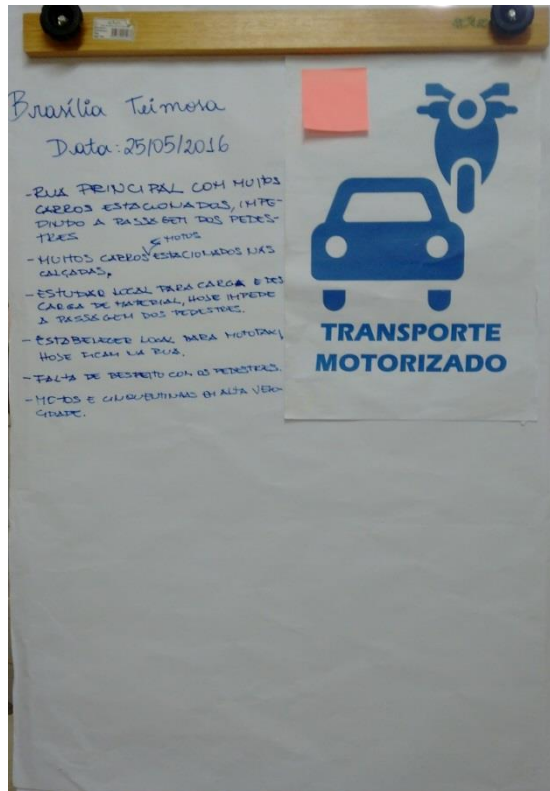 Brasília Teimosa
Data: 25/05/2016
- RUA PRINCIPAL COM MUITOS
CARROS ESTACIONADOS, IMPE-
DINDO A PASSAGEM DOS PEDES-
TRES
MOTOS
- MUITOS CARROS ESTACIONADOS NAS
CALÇADAS.
- ESTUDAR LOCAL PARA CARGA E DES
CARGA DE MATERIAL, HOJE IMPEDE
A PASSAGEM DOS PEDESTRES.
- ESTABELECER LOCAL PARA MOTOTAXI,
HOJE FICAM NA RUA.
- FALTA DE RESPEITO COM OS PEDESTRES.
- MOTOS E CINQUENTINHAS EM ALTA VELO-
CIDADE.
TRANSPORTE
MOTORIZADO